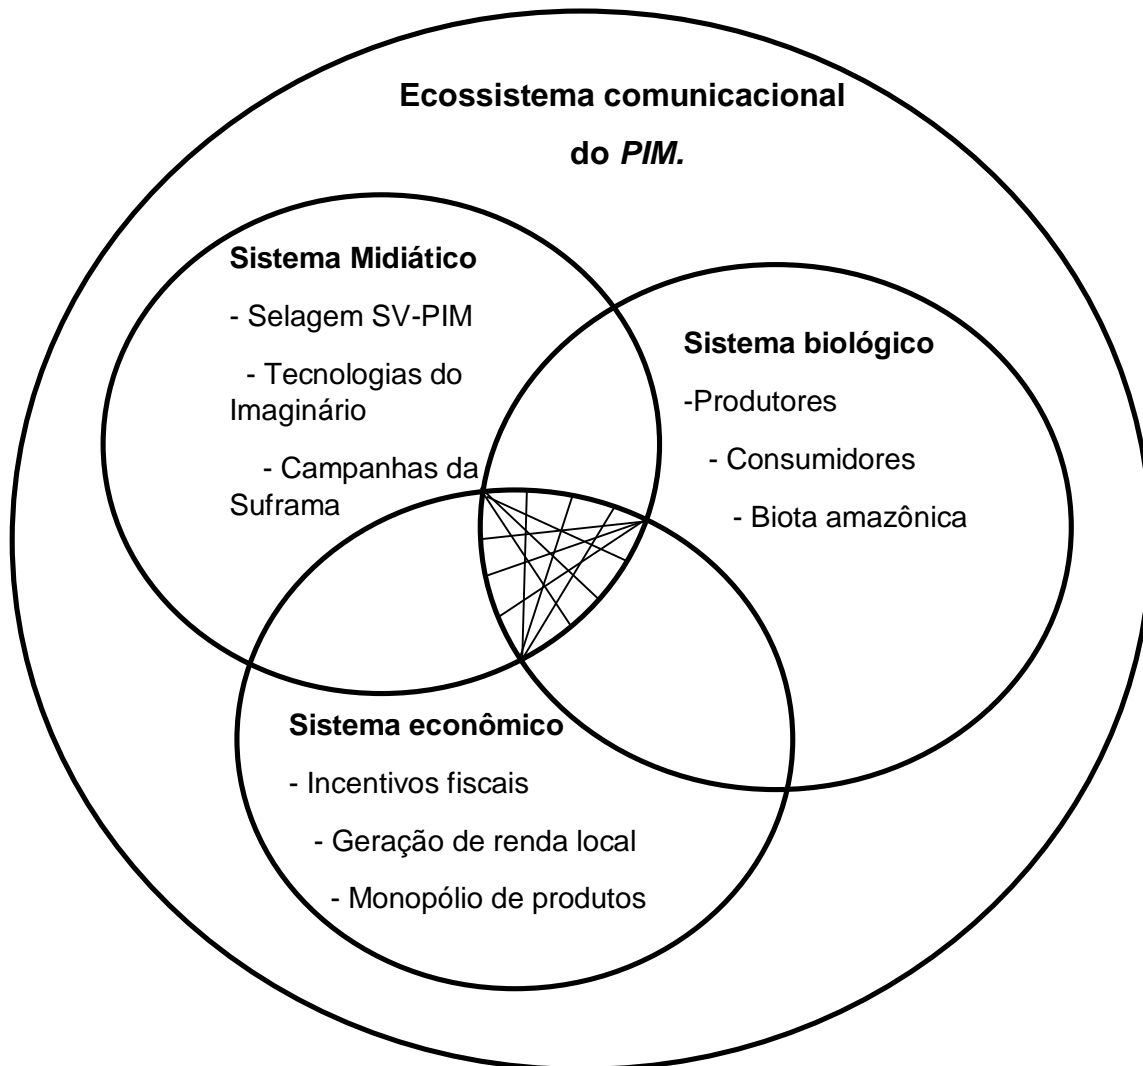 Ecossistema comunicacional
do PIM.
Sistema Midiático
- Selagem SV-PIM
- Tecnologias do
Imaginário
- Campanhas da
Suframa
Sistema biológico
-Produtores
- Consumidores
- Biota amazônica
Sistema econômico
- Incentivos fiscais
- Geração de renda local
- Monopólio de produtos